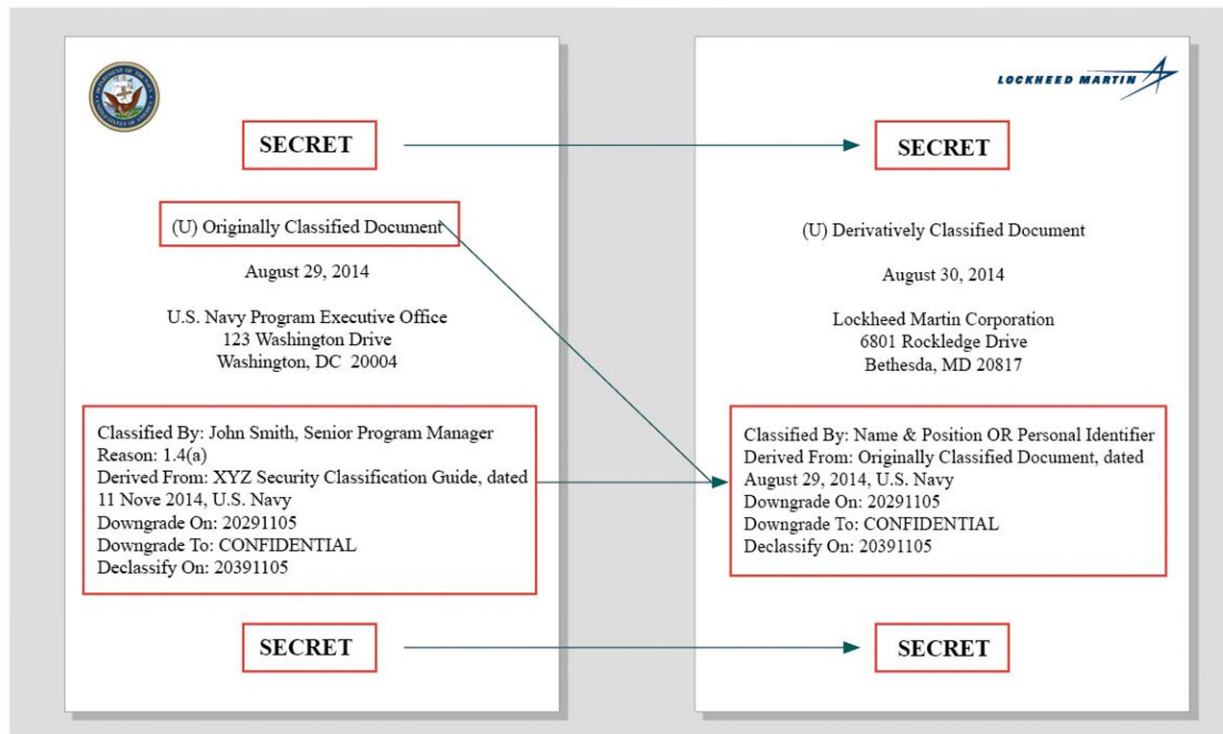 LOCKHEED MARTIN
SECRET
(U) Originally Classified Document
August 29, 2014
U.S. Navy Program Executive Office
123 Washington Drive
Washington, DC 20004
Classified By: John Smith, Senior Program Manager
Reason: 1.4(a)
Derived From: XYZ Security Classification Guide, dated
11 Nove 2014, U.S. Navy
Downgrade On: 20291105
Downgrade To: CONFIDENTIAL
Declassify On: 20391105
SECRET
SECRET
(U) Derivatively Classified Document
August 30, 2014
Lockheed Martin Corporation
6801 Rockledge Drive
Bethesda, MD 20817
Classified By: Name & Position OR Personal Identifier
Derived From: Originally Classified Document, dated
August 29, 2014, U.S. Navy
Downgrade On: 20291105
Downgrade To: CONFIDENTIAL
Declassify On: 20391105
SECRET